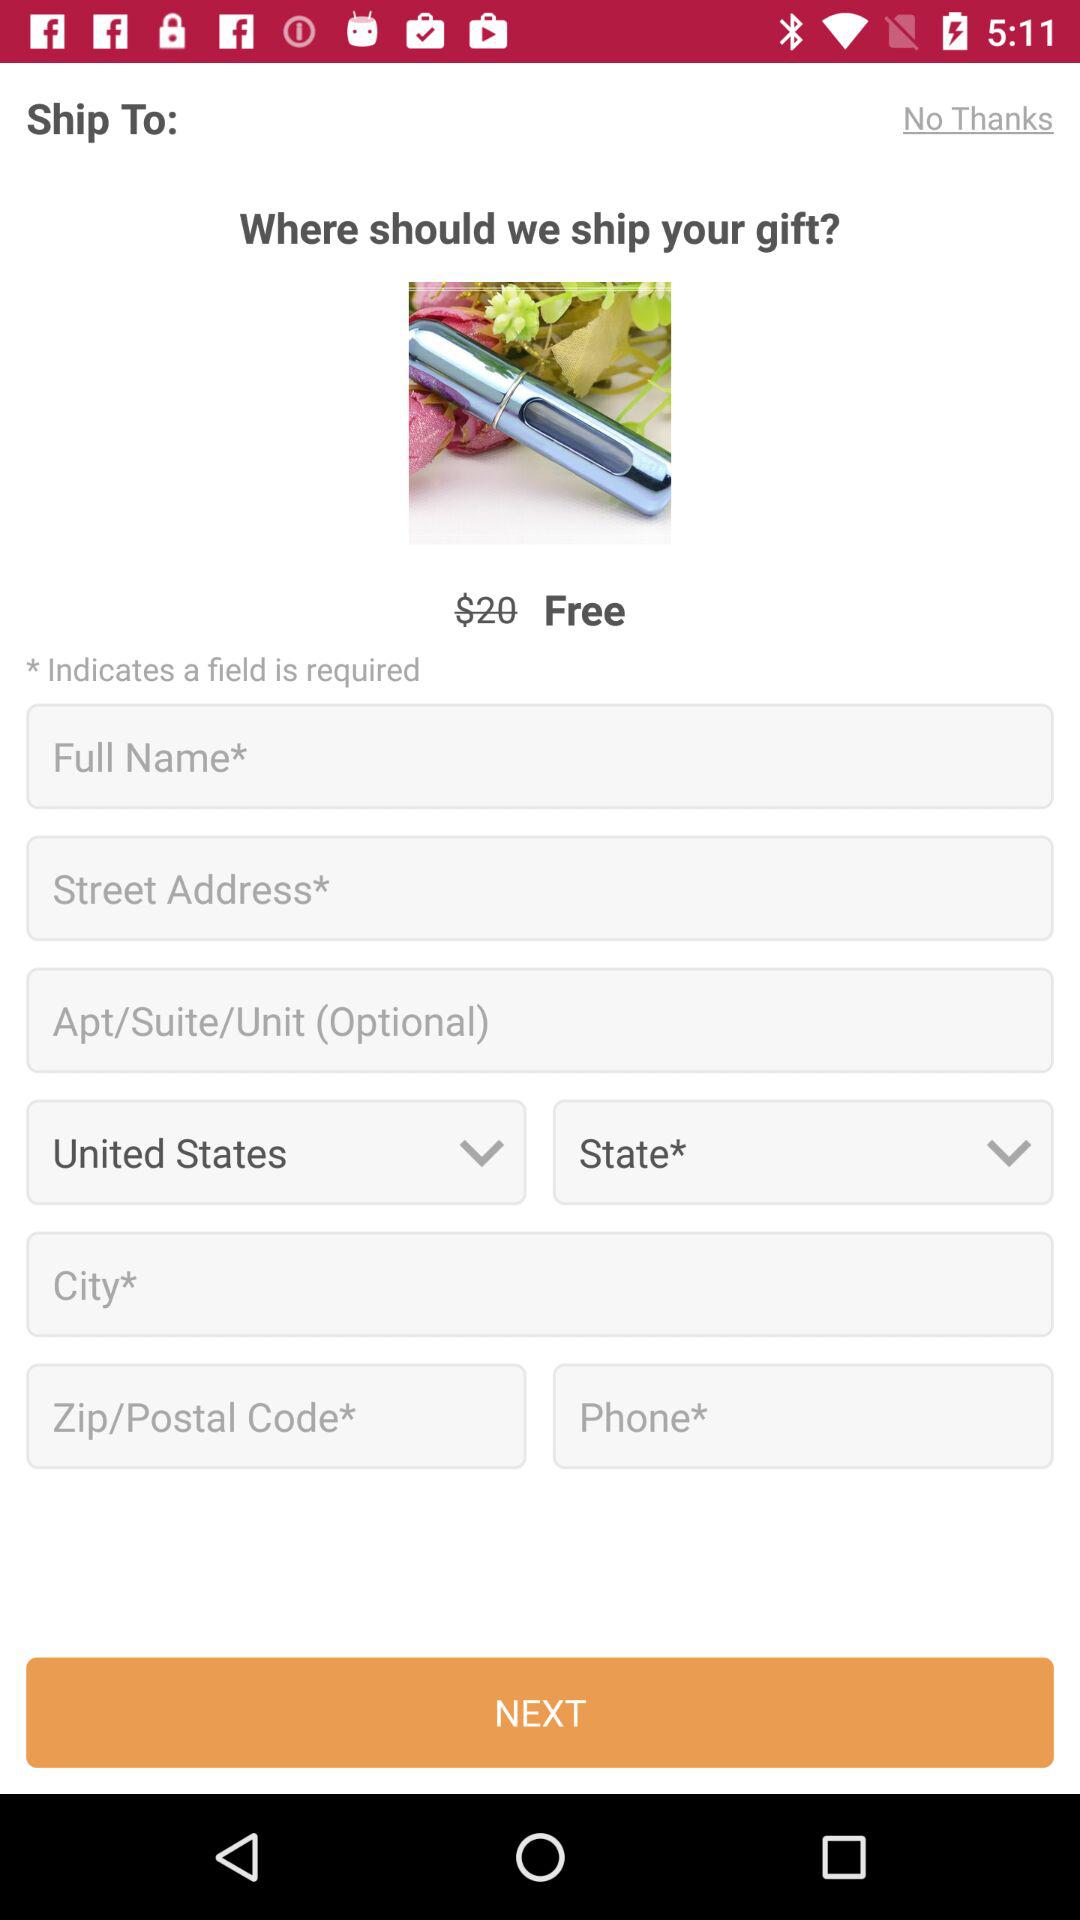 5:11
Ship To: No Thanks
Where should we ship your gift?
$20 Free
* Indicates a field is required
Full Name*
Street Address*
Apt/Suite/Unit (Optional)
United States State*
City*
Zip/Postal Code* Phone*
NEXT